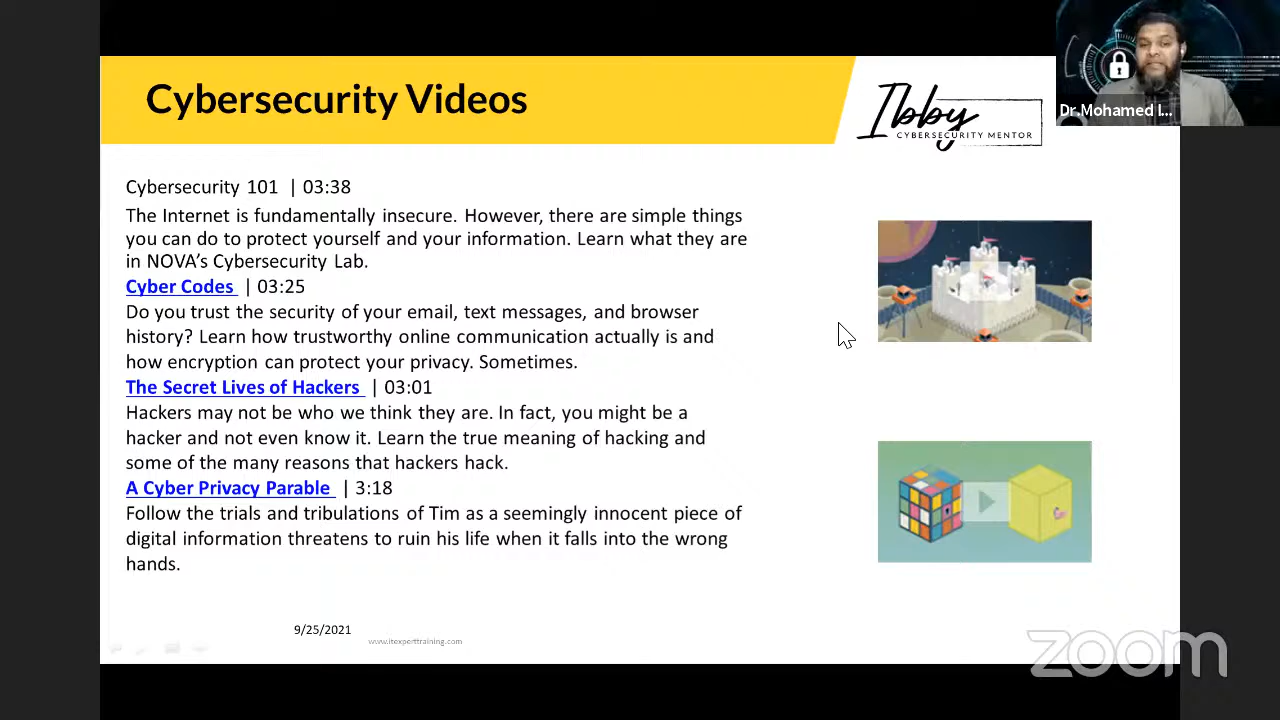 Cybersecurity Videos
Ibby
CYBERSECURITY MENTOR
Dr.Mohamed I...
Cybersecurity 101 | 03:38
The Internet is fundamentally insecure. However, there are simple things
you can do to protect yourself and your information. Learn what they are
in NOVA’s Cybersecurity Lab.
Cyber Codes | 03:25
Do you trust the security of your email, text messages, and browser
history? Learn how trustworthy online communication actually is and
how encryption can protect your privacy. Sometimes.
The Secret Lives of Hackers | 03:01
Hackers may not be who we think they are. In fact, you might be a
hacker and not even know it. Learn the true meaning of hacking and
some of the many reasons that hackers hack.
A Cyber Privacy Parable | 3:18
Follow the trials and tribulations of Tim as a seemingly innocent piece of
digital information threatens to ruin his life when it falls into the wrong
hands.
9/25/2021
www.itexperttraining.com
zoom